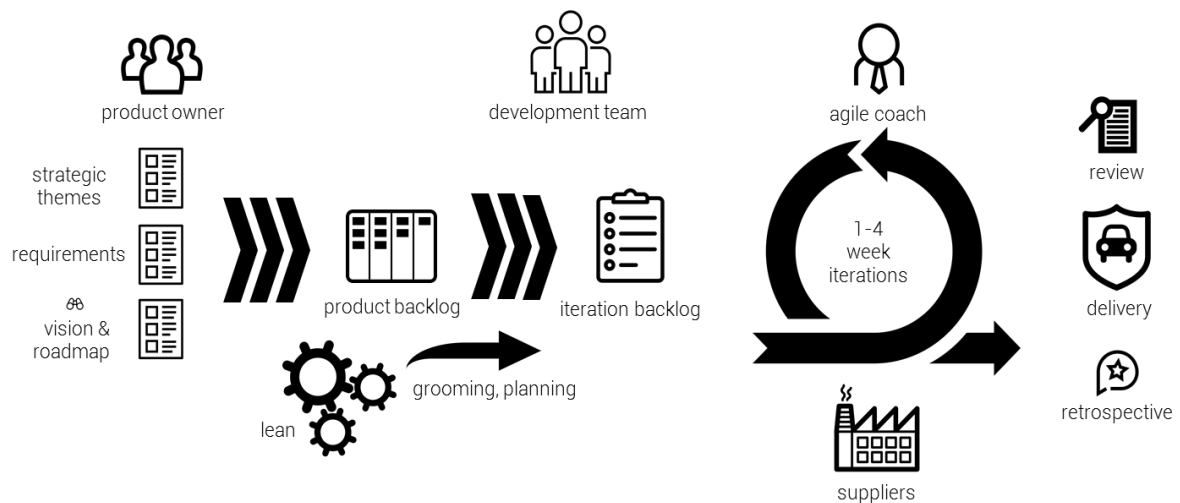 product owner
development team
agile coach
strategic
themes
requirements
vision &
roadmap
product backlog
iteration backlog
grooming, planning
lean
1-4
week
iterations
suppliers
review
delivery
retrospective